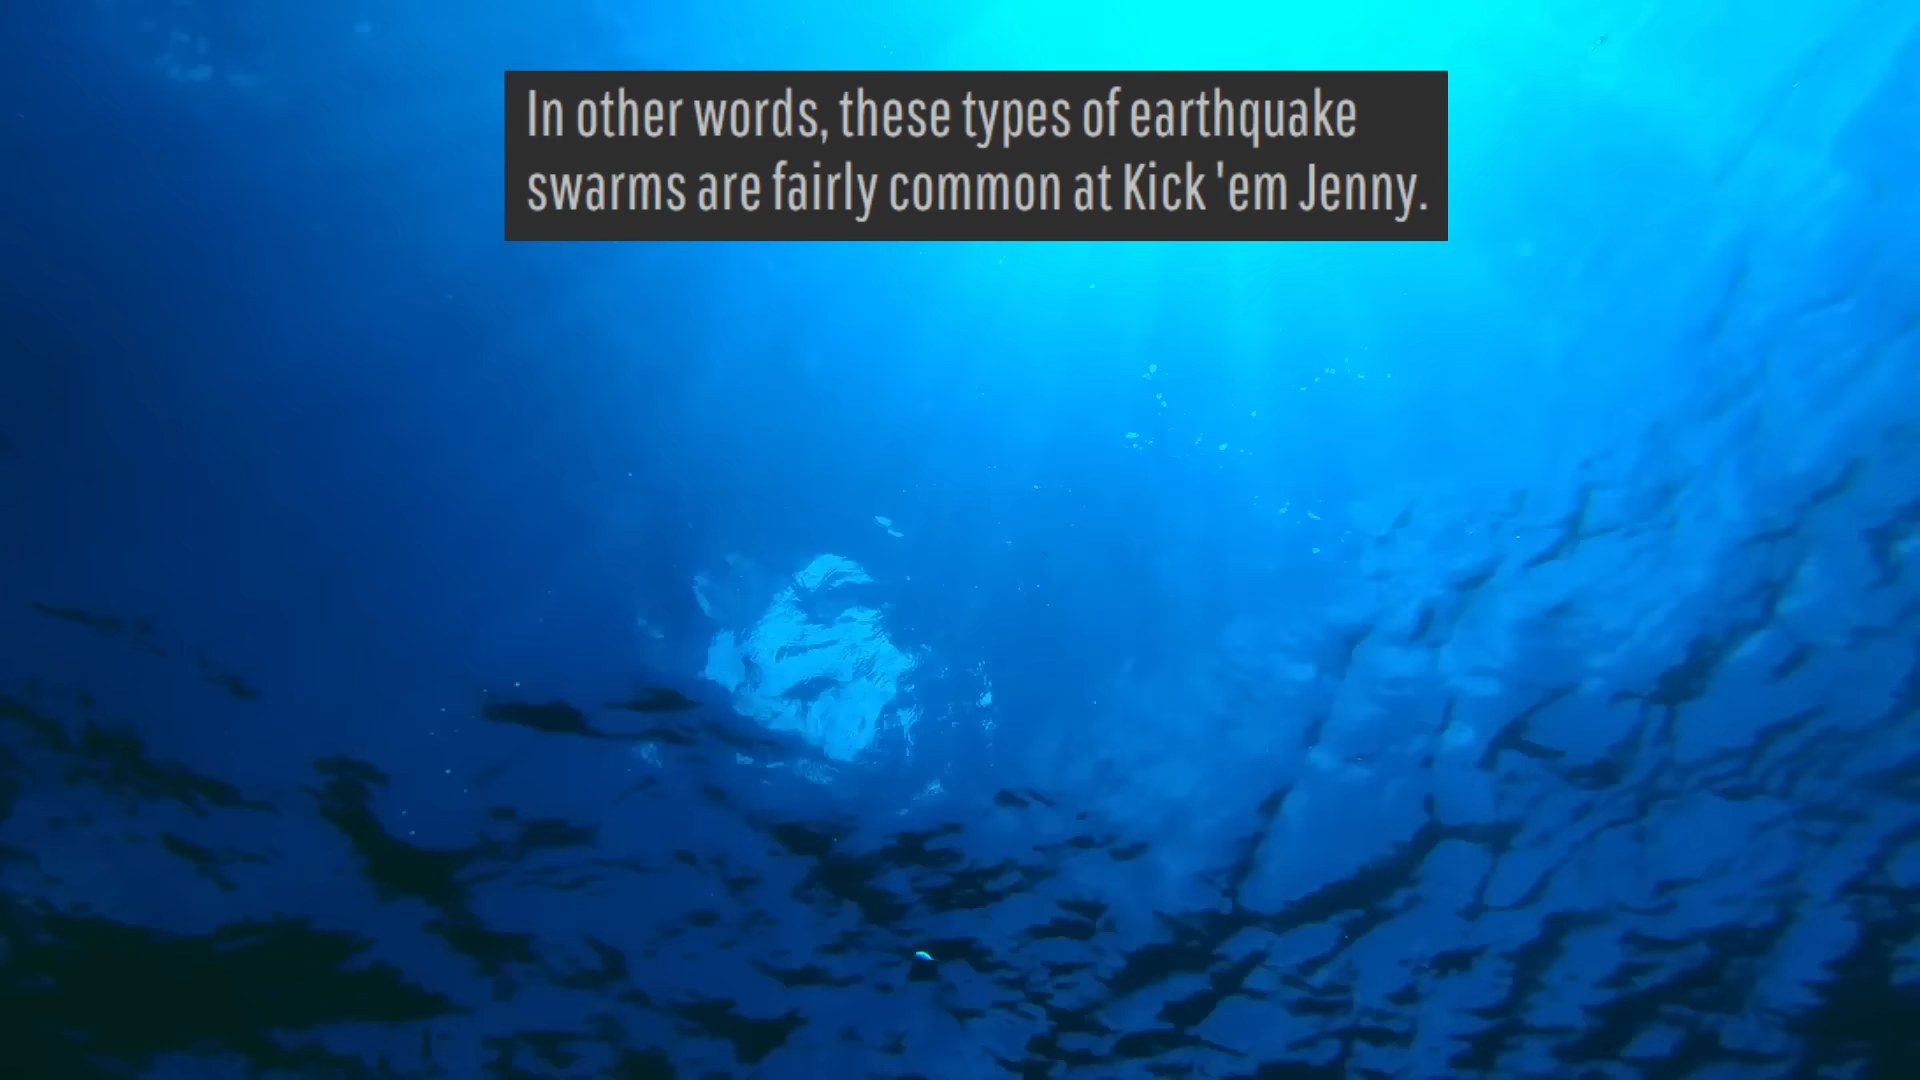 In other words, these types of earthquake
swarms are fairly common at Kick 'em Jenny.